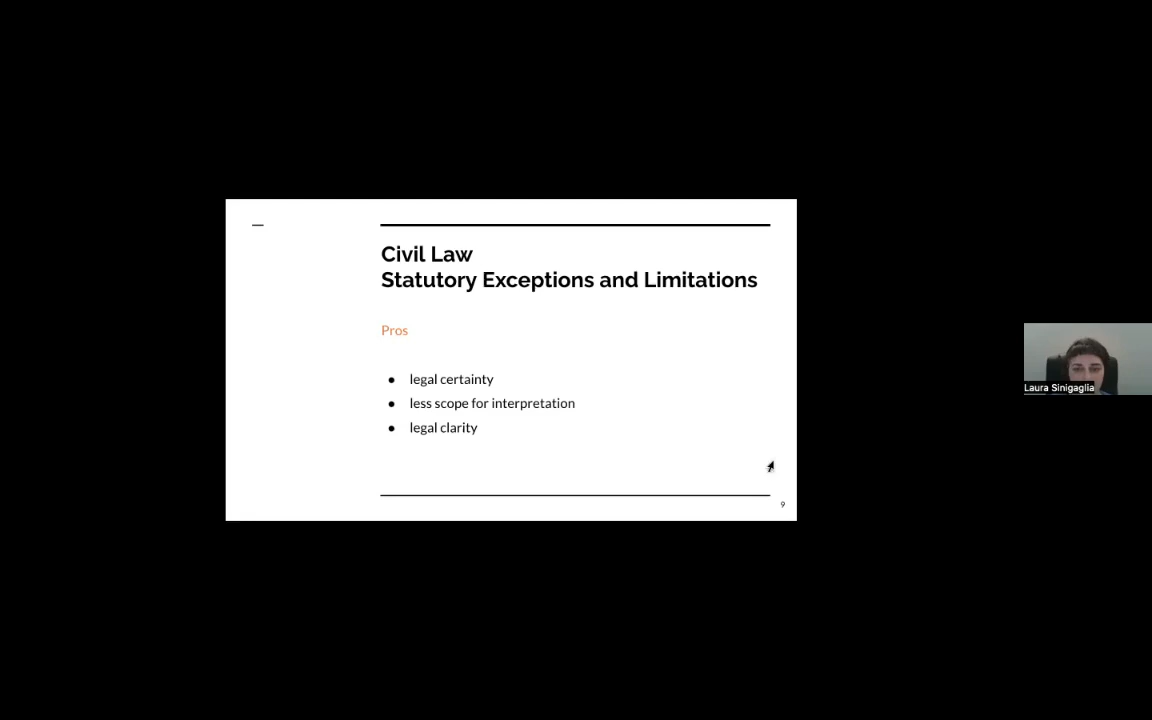 Civil Law
Statutory Exceptions and Limitations
Pros
● legal certainty
● less scope for interpretation
● legal clarity
9
Laura Sinigaglia